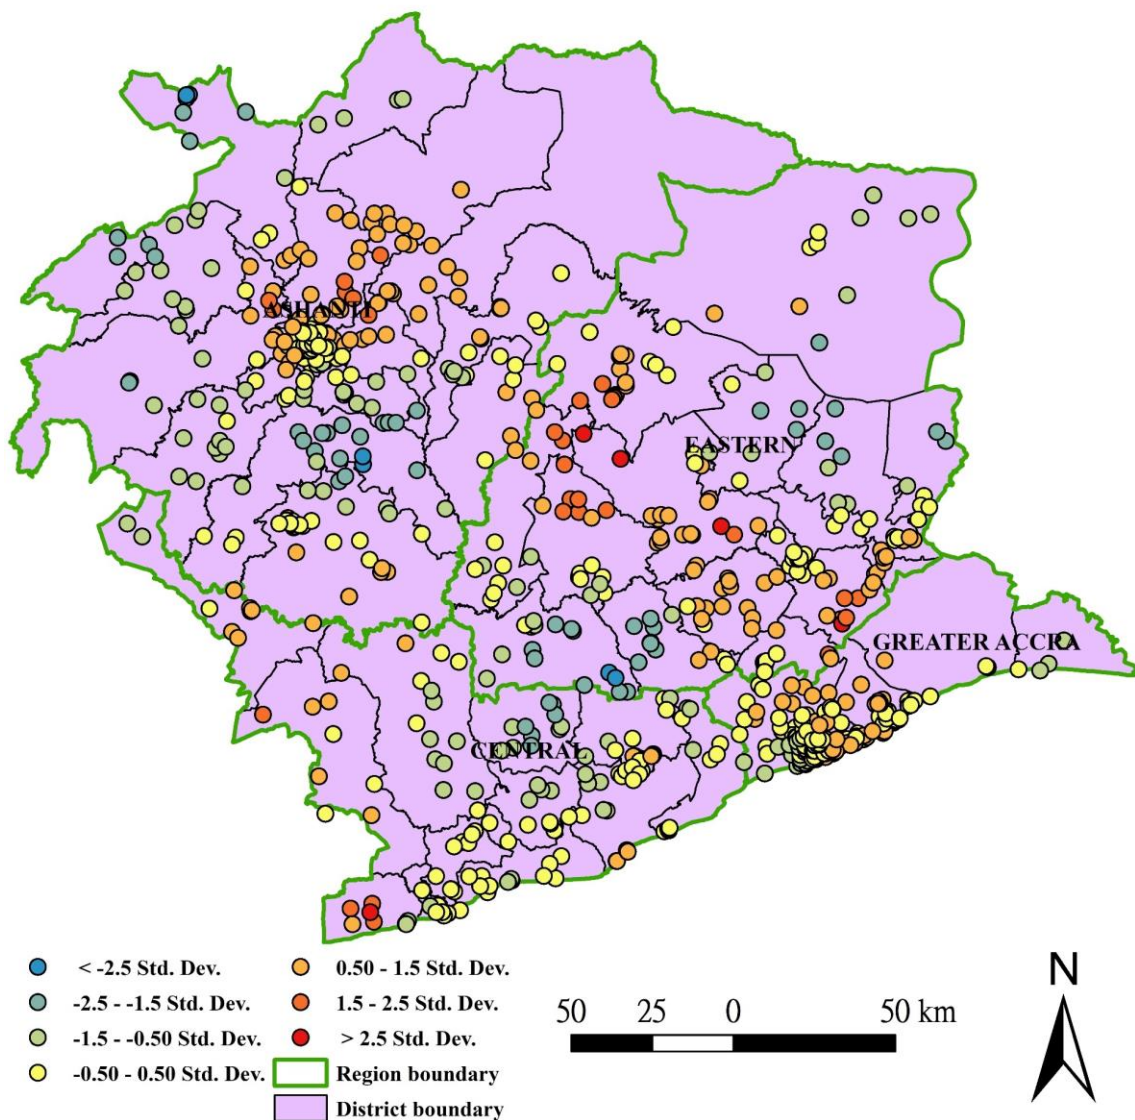 ASHANTI
EASTERN
GREATER ACCRA
CENTRAL
< -2.5 Std. Dev.
-2.5 - -1.5 Std. Dev.
-1.5 - -0.50 Std. Dev.
-0.50 - 0.50 Std. Dev.
0.50 - 1.5 Std. Dev.
1.5 - 2.5 Std. Dev.
> 2.5 Std. Dev.
Region boundary
District boundary
50 25 0 50 km
N